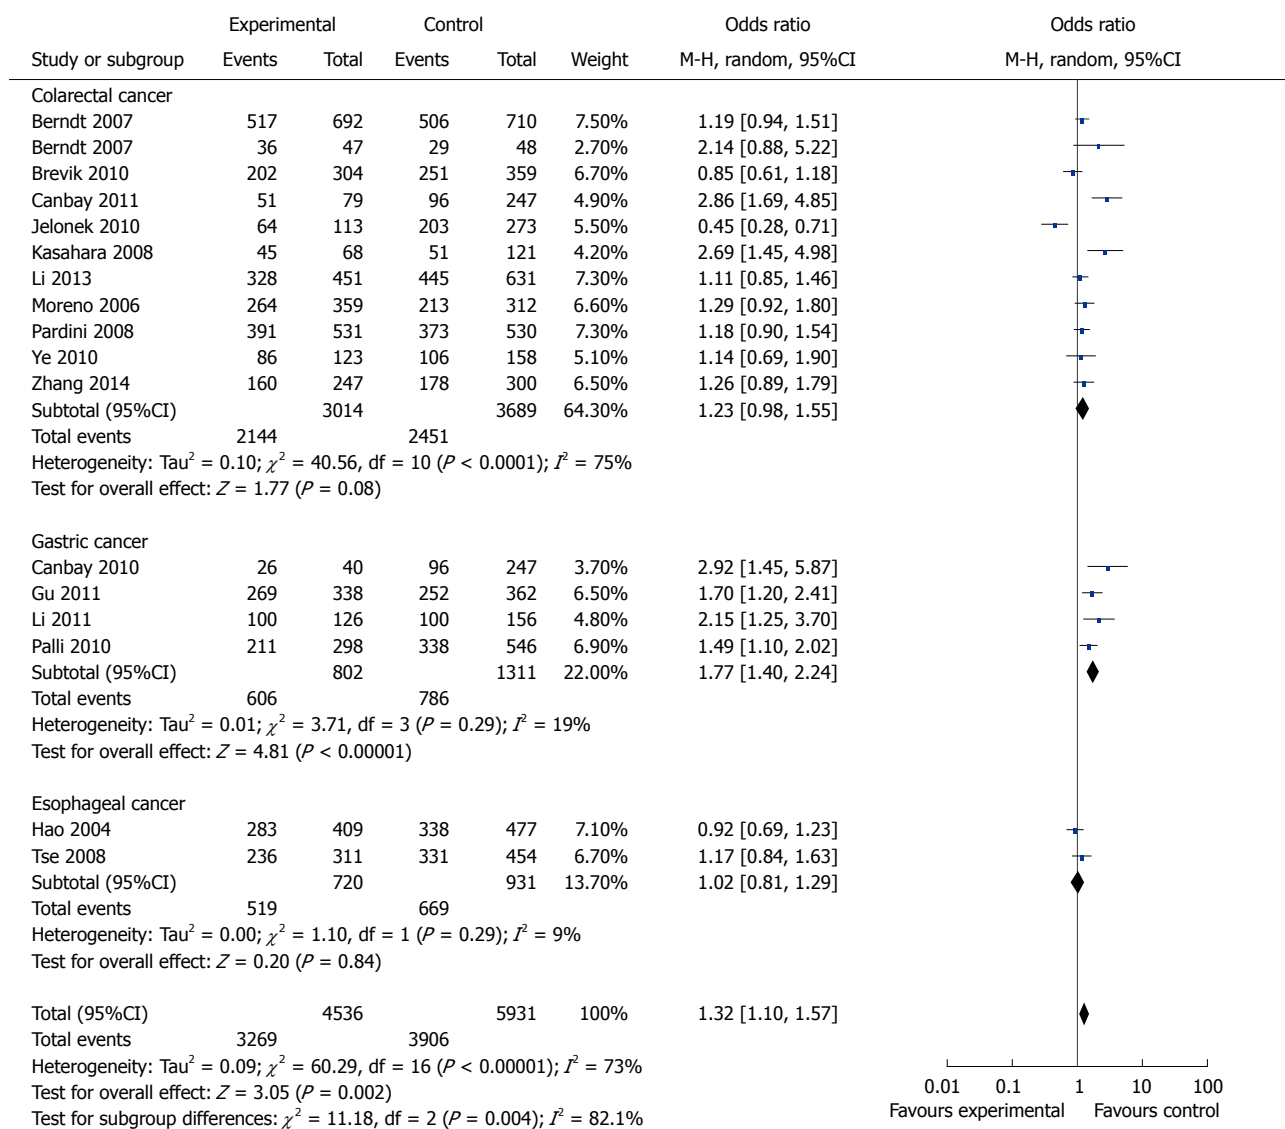 Experimental Control Odds ratio Odds ratio
Study or subgroup Events Total Events Total Weight M-H, random, 95%CI M-H, random, 95%CI
Colarectal cancer
Berndt 2007 517 692 506 710 7.50% 1.19 [0.94, 1.51]
Berndt 2007 36 47 29 48 2.70% 2.14 [0.88, 5.22]
Brevik 2010 202 304 251 359 6.70% 0.85 [0.61, 1.18]
Canbay 2011 51 79 96 247 4.90% 2.86 [1.69, 4.85]
Jelonek 2010 64 113 203 273 5.50% 0.45 [0.28, 0.71]
Kasahara 2008 45 68 51 121 4.20% 2.69 [1.45, 4.98]
Li 2013 328 451 445 631 7.30% 1.11 [0.85, 1.46]
Moreno 2006 264 359 213 312 6.60% 1.29 [0.92, 1.80]
Pardini 2008 391 531 373 530 7.30% 1.18 [0.90, 1.54]
Ye 2010 86 123 106 158 5.10% 1.14 [0.69, 1.90]
Zhang 2014 160 247 178 300 6.50% 1.26 [0.89, 1.79]
Subtotal (95%CI) 3014 3689 64.30% 1.23 [0.98, 1.55]
Total events 2144 2451
Heterogeneity: Tau² = 0.10; χ² = 40.56, df = 10 (P < 0.0001); I² = 75%
Test for overall effect: Z = 1.77 (P = 0.08)
Gastric cancer
Canbay 2010 26 40 96 247 3.70% 2.92 [1.45, 5.87]
Gu 2011 269 338 252 362 6.50% 1.70 [1.20, 2.41]
Li 2011 100 126 100 156 4.80% 2.15 [1.25, 3.70]
Palli 2010 211 298 338 546 6.90% 1.49 [1.10, 2.02]
Subtotal (95%CI) 802 1311 22.00% 1.77 [1.40, 2.24]
Total events 606 786
Heterogeneity: Tau² = 0.01; χ² = 3.71, df = 3 (P = 0.29); I² = 19%
Test for overall effect: Z = 4.81 (P < 0.00001)
Esophageal cancer
Hao 2004 283 409 338 477 7.10% 0.92 [0.69, 1.23]
Tse 2008 236 311 331 454 6.70% 1.17 [0.84, 1.63]
Subtotal (95%CI) 720 931 13.70% 1.02 [0.81, 1.29]
Total events 519 669
Heterogeneity: Tau² = 0.00; χ² = 1.10, df = 1 (P = 0.29); I² = 9%
Test for overall effect: Z = 0.20 (P = 0.84)
Total (95%CI) 4536 5931 100% 1.32 [1.10, 1.57]
Total events 3269 3906
Heterogeneity: Tau² = 0.09; χ² = 60.29, df = 16 (P < 0.00001); I² = 73%
Test for overall effect: Z = 3.05 (P = 0.002)
Test for subgroup differences: χ² = 11.18, df = 2 (P = 0.004); I² = 82.1%
0.01 0.1 1 10 100
Favours experimental Favours control